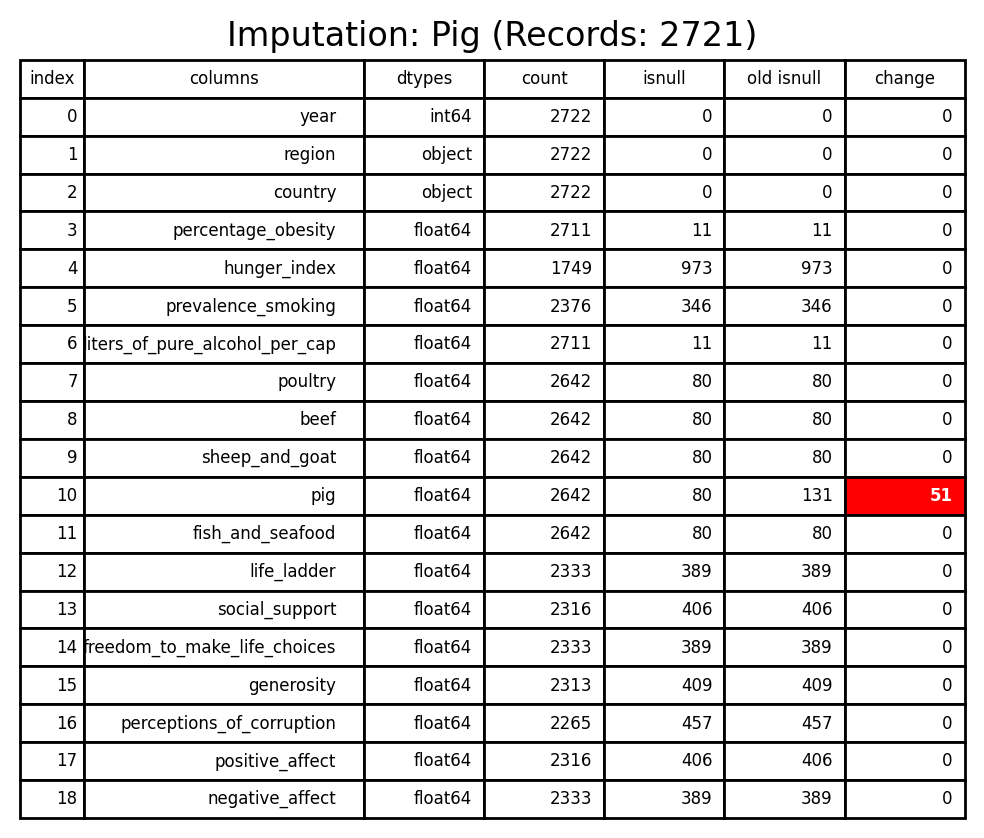 Imputation: Pig (Records: 2721)
index columns dtypes count isnull old isnull change
0 year int64 2722 0 0 0
1 region object 2722 0 0 0
2 country object 2722 0 0 0
3 percentage_obesity float64 2711 11 11 0
4 hunger_index float64 1749 973 973 0
5 prevalence_smoking float64 2376 346 346 0
6 iters_of_pure_alcohol_per_cap float64 2711 11 11 0
7 poultry float64 2642 80 80 0
8 beef float64 2642 80 80 0
9 sheep_and_goat float64 2642 80 80 0
10 pig float64 2642 80 131 51
11 fish_and_seafood float64 2642 80 80 0
12 life_ladder float64 2333 389 389 0
13 social_support float64 2316 406 406 0
14 freedom_to_make_life_choices float64 2333 389 389 0
15 generosity float64 2313 409 409 0
16 perceptions_of_corruption float64 2265 457 457 0
17 positive_affect float64 2316 406 406 0
18 negative_affect float64 2333 389 389 0